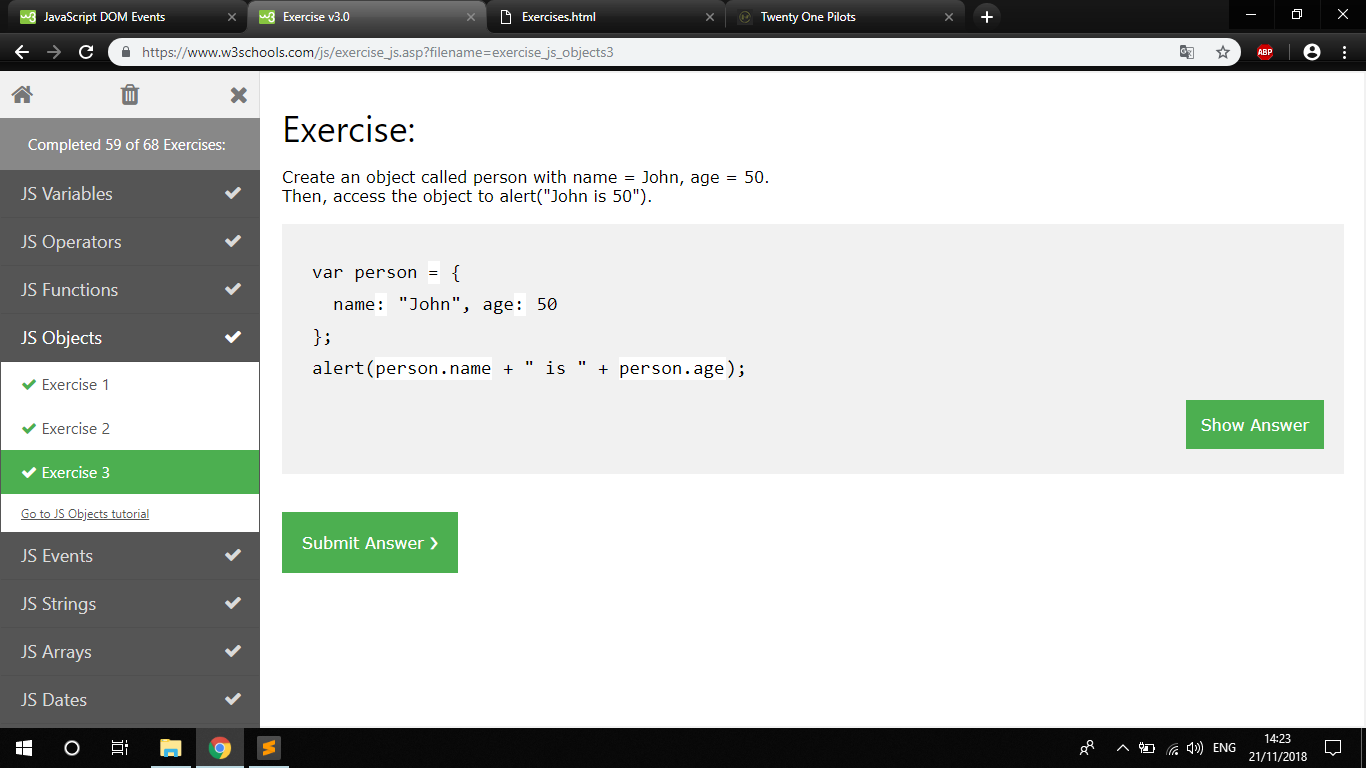 JavaScript DOM Events
Exercise v3.0
Exercises.html
Twenty One Pilots
https://www.w3schools.com/js/exercise_js.asp?filename=exercise_js_objects3
ABP
Completed 59 of 68 Exercises:
JS Variables
JS Operators
JS Functions
JS Objects
Exercise 1
Exercise 2
Exercise 3
Go to JS Objects tutorial
JS Events
JS Strings
JS Arrays
JS Dates
Exercise:
Create an object called person with name = John, age = 50.
Then, access the object to alert("John is 50").
var person = {
name: "John", age: 50
};
alert(person.name + " is " + person.age);
Show Answer
Submit Answer ❯
ENG
14:23
21/11/2018